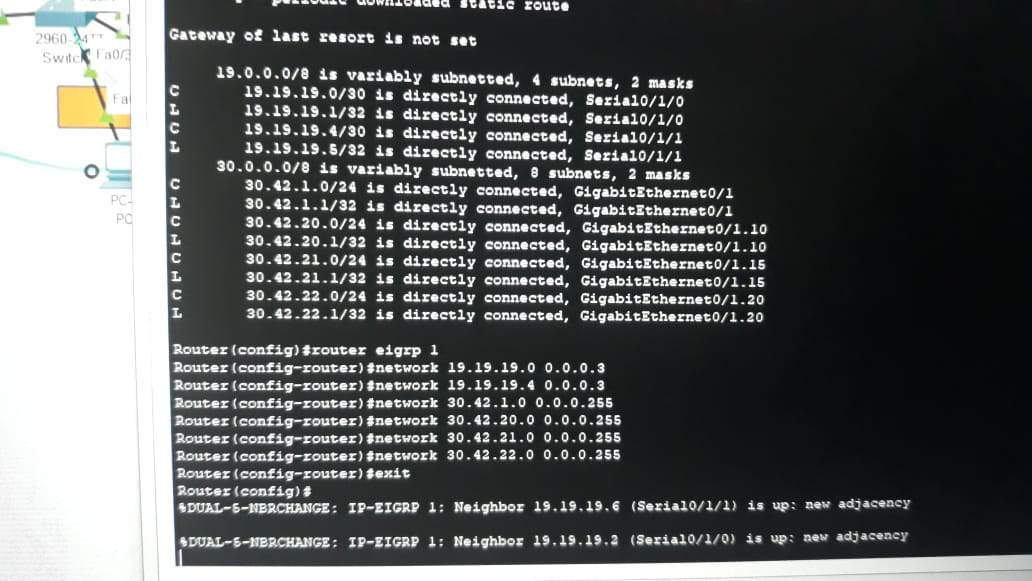 periodic downloaded static route
Gateway of last resort is not set
19.0.0.0/8 is variably subnetted, 4 subnets, 2 masks
C 19.19.19.0/30 is directly connected, Serial0/1/0
L 19.19.19.1/32 is directly connected, Serial0/1/0
C 19.19.19.4/30 is directly connected, Serial0/1/1
L 19.19.19.5/32 is directly connected, Serial0/1/1
30.0.0.0/8 is variably subnetted, 8 subnets, 2 masks
C 30.42.1.0/24 is directly connected, GigabitEthernet0/1
L 30.42.1.1/32 is directly connected, GigabitEthernet0/1
C 30.42.20.0/24 is directly connected, GigabitEthernet0/1.10
L 30.42.20.1/32 is directly connected, GigabitEthernet0/1.10
C 30.42.21.0/24 is directly connected, GigabitEthernet0/1.15
L 30.42.21.1/32 is directly connected, GigabitEthernet0/1.15
C 30.42.22.0/24 is directly connected, GigabitEthernet0/1.20
L 30.42.22.1/32 is directly connected, GigabitEthernet0/1.20
Router(config)#router eigrp 1
Router(config-router)#network 19.19.19.0 0.0.0.3
Router(config-router)#network 19.19.19.4 0.0.0.3
Router(config-router)#network 30.42.1.0 0.0.0.255
Router(config-router)#network 30.42.20.0 0.0.0.255
Router(config-router)#network 30.42.21.0 0.0.0.255
Router(config-router)#network 30.42.22.0 0.0.0.255
Router(config-router)#exit
Router(config)#
%DUAL-5-NBRCHANGE: IP-EIGRP 1: Neighbor 19.19.19.6 (Serial0/1/1) is up: new adjacency
%DUAL-5-NBRCHANGE: IP-EIGRP 1: Neighbor 19.19.19.2 (Serial0/1/0) is up: new adjacency
2960-24TT
Switch Fa0/3
Fa
PC-
PC